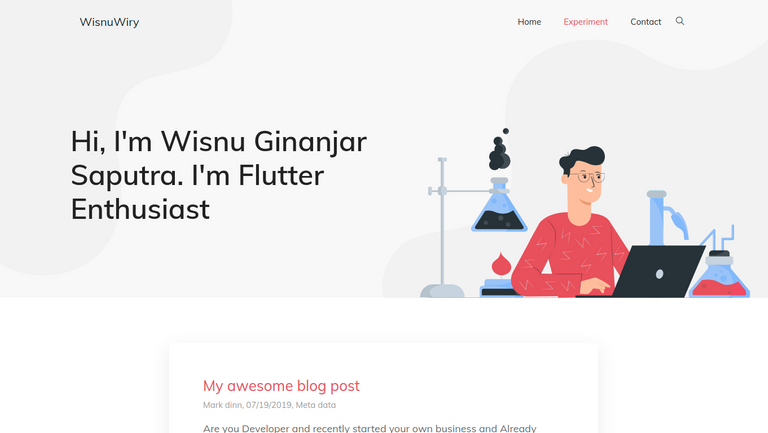 WisnuWiry
Home Experiment Contact
Hi, I'm Wisnu Ginanjar
Saputra. I'm Flutter
Enthusiast
My awesome blog post
Mark dinn, 07/19/2019, Meta data
Are you Developer and recently started your own business and Already